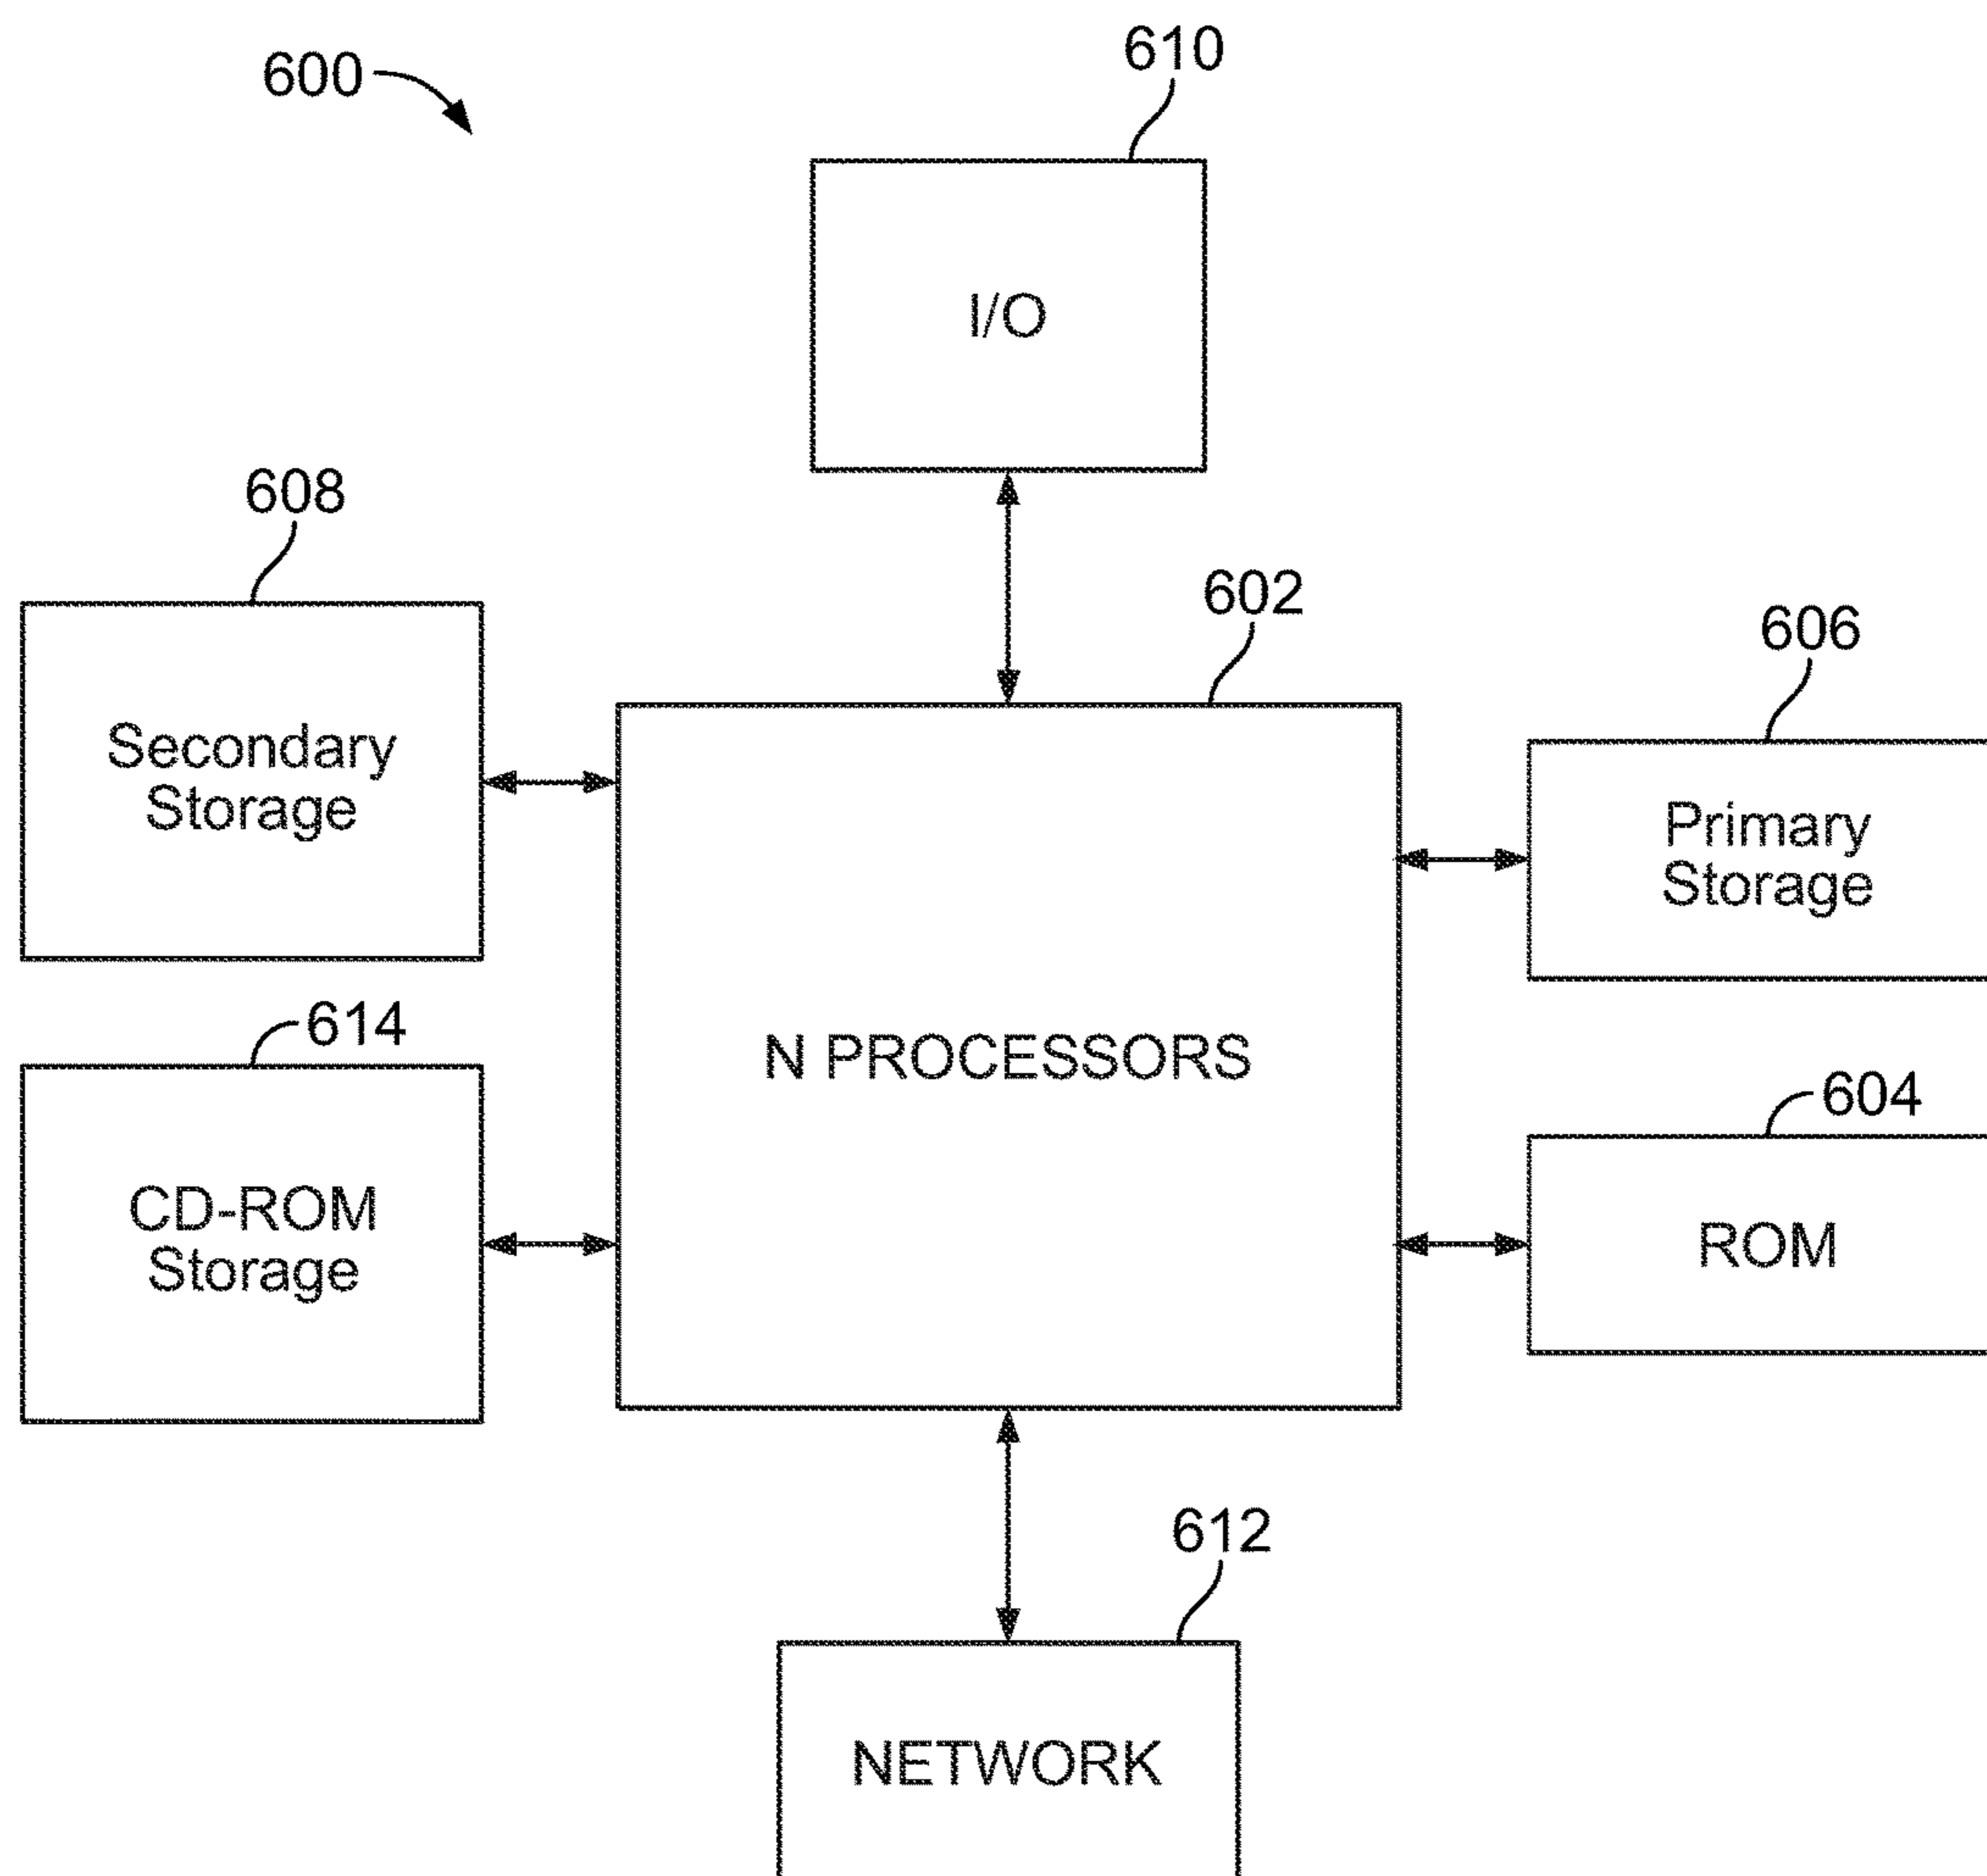 600
610
I/O
608
602
606
Secondary
Storage
Primary
Storage
614
N PROCESSORS
604
CD-ROM
Storage
ROM
612
NETWORK